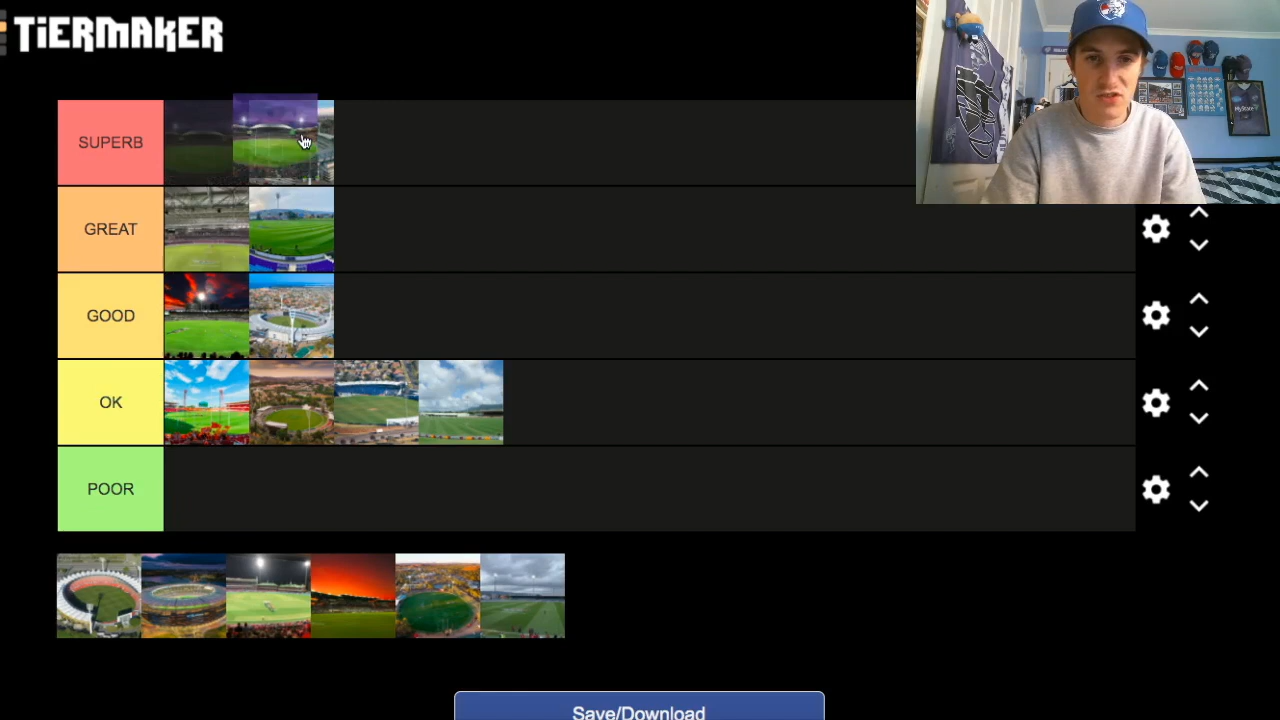 TiERMAKER
SUPERB
GREAT
GOOD
OK
POOR
Save/Download